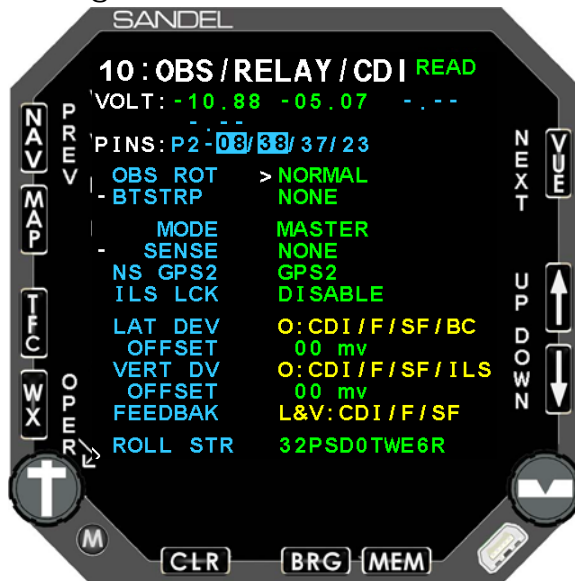 SANDEL
10:OBS/RELAY/CDI READ
VOLT: -10.88 -05.07 -.--
-.--
PINS: P2-08/38/37/23
OBS ROT >NORMAL
-BTSTRP NONE
MODE MASTER
- SENSE NONE
NS GPS2 GPS2
ILS LCK DISABLE
LAT DEV O:CDI/F/SF/BC
OFFSET 00 mv
VERT DV O:CDI/F/SF/ILS
OFFSET 00 mv
FEEDBAK L&V:CDI/F/SF
ROLL STR 32PSD0TWE6R
NAV
PREV
MAP
TFC
WX
OPER
NEXT
VUE
UP DOWN
M
CLR
BRG
MEM